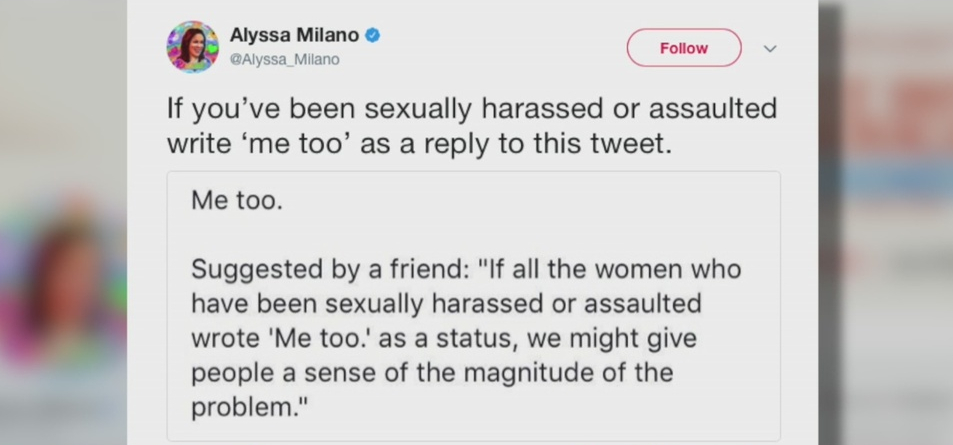 Alyssa Milano
@Alyssa_Milano
Follow
If you’ve been sexually harassed or assaulted
write ‘me too’ as a reply to this tweet.
Me too.
Suggested by a friend: "If all the women who
have been sexually harassed or assaulted
wrote 'Me too.' as a status, we might give
people a sense of the magnitude of the
problem."